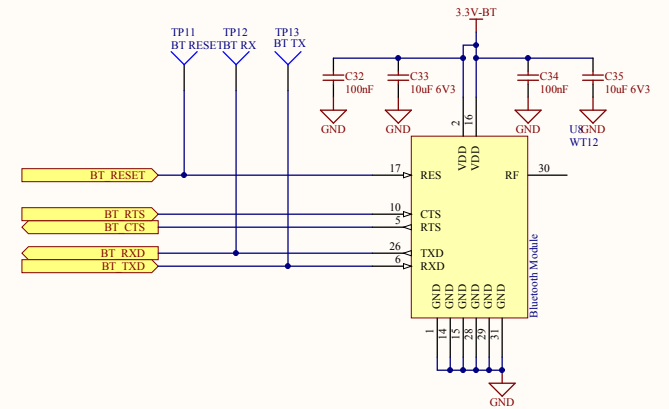 3.3V-BT
TP11
BT RESET
TP12
BT RX
TP13
BT TX
C32
100nF
C33
10uF 6V3
C34
100nF
C35
10uF 6V3
GND
GND
GND
GND
U8
WT12
2
16
VDD
VDD
BT_RESET
17
RES
RF
30
BT_RTS
10
CTS
BT_CTS
5
RTS
BT_RXD
26
TXD
BT_TXD
6
RXD
Bluetooth Module
GND
GND
GND
GND
GND
GND
1
14
15
28
29
31
GND